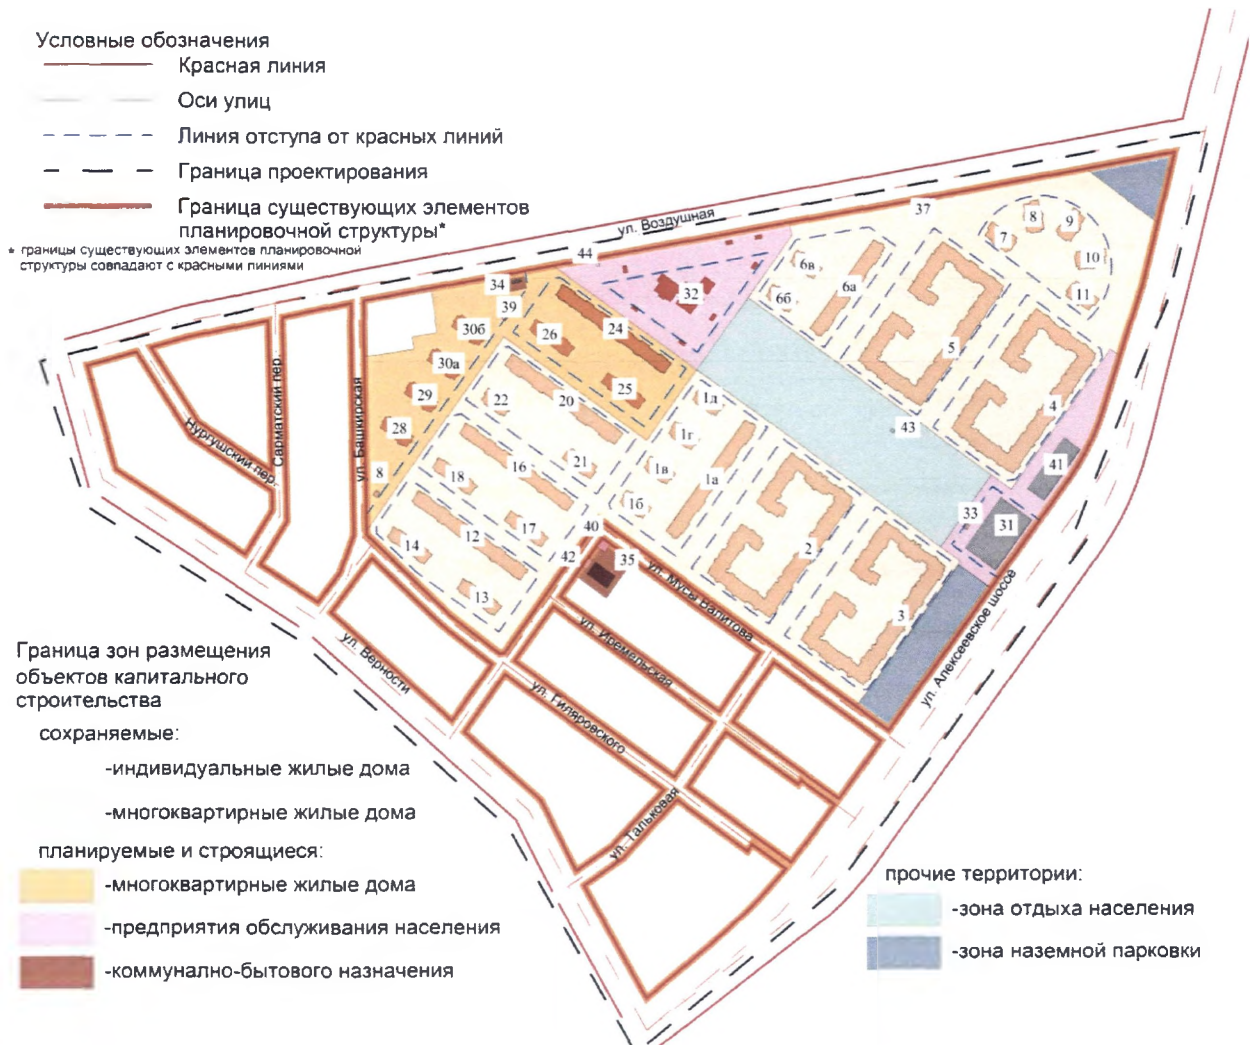 Условные обозначения
Красная линия
Оси улиц
Линия отступа от красных линий
Граница проектирования
Граница существующих элементов
планировочной структуры*
* границы существующих элементов планировочной
структуры совпадают с красными линиями
ул. Воздушная
37
44
8
9
7
10
11
6в
6б
6а
32
34
39
30б
26
24
5
30а
25
29
22
20
1д
4
28
1г
43
21
16
18
1в
1а
41
8
1б
33
31
17
12
40
14
2
42
35
13
3
Нургушский пер.
Сарматский пер.
ул. Башкирская
ул. Мусы Валитова
ул. Иремельская
ул. Верности
ул. Гиляровского
ул. Тальковая
ул. Алексеевское шоссе
Граница зон размещения
объектов капитального
строительства
сохраняемые:
-индивидуальные жилые дома
-многоквартирные жилые дома
планируемые и строящиеся:
-многоквартирные жилые дома
-предприятия обслуживания населения
-коммунално-бытового назначения
прочие территории:
-зона отдыха населения
-зона наземной парковки